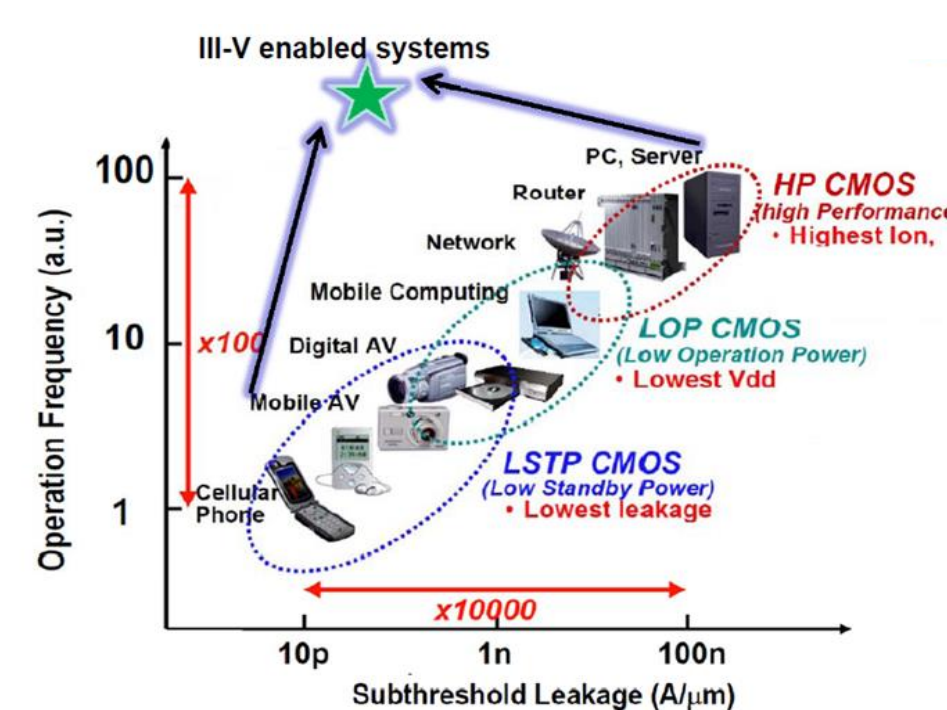 III-V enabled systems
100
10
1
Operation Frequency (a.u.)
x100
PC, Server
Router
Network
Mobile Computing
Digital AV
Mobile AV
Cellular
Phone
HP CMOS
(high Performance
• Highest Ion,
LOP CMOS
(Low Operation Power)
• Lowest Vdd
LSTP CMOS
(Low Standby Power)
• Lowest leakage
x10000
10p
1n
100n
Subthreshold Leakage (A/μm)